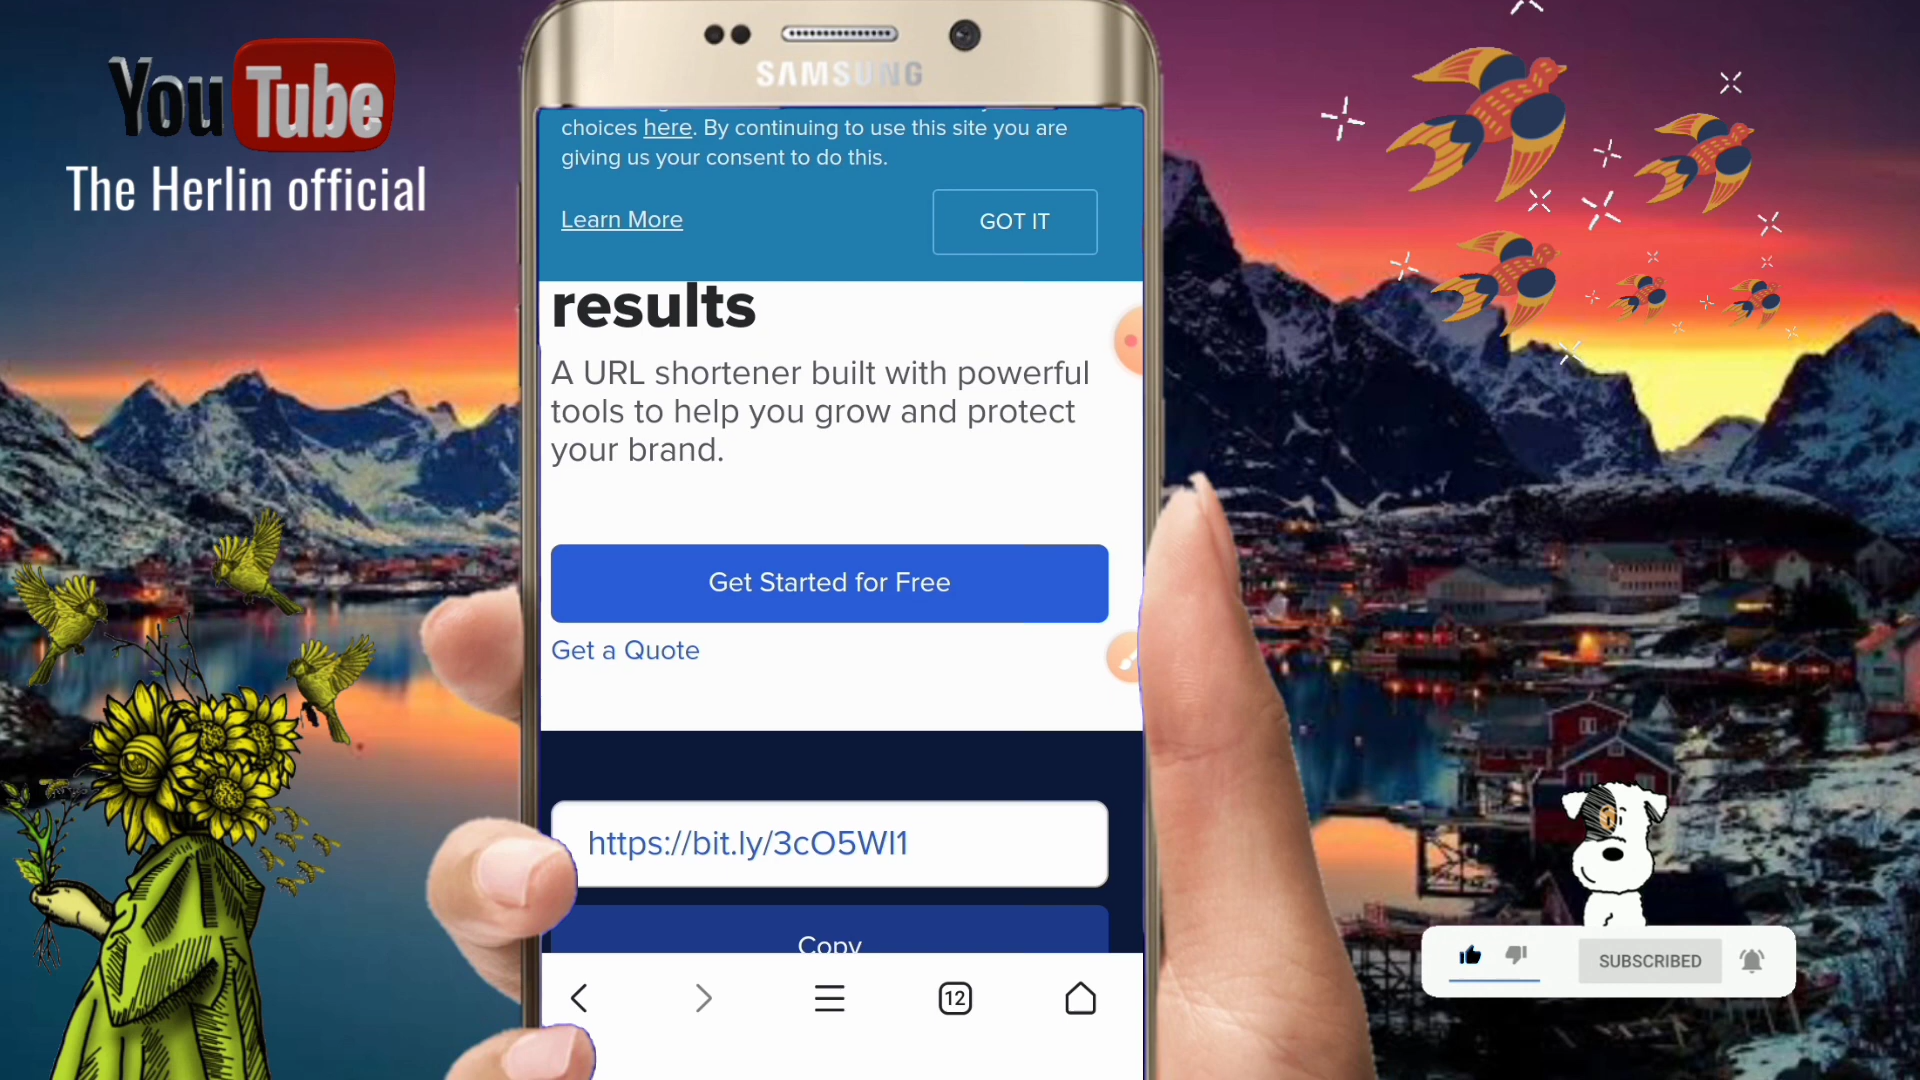 YouTube
The Herlin official
SAMSUNG
choices here. By continuing to use this site you are
giving us your consent to do this.
Learn More
GOT IT
results
A URL shortener built with powerful
tools to help you grow and protect
your brand.
Get Started for Free
Get a Quote
https://bit.ly/3cO5WI1
Copy
12
SUBSCRIBED